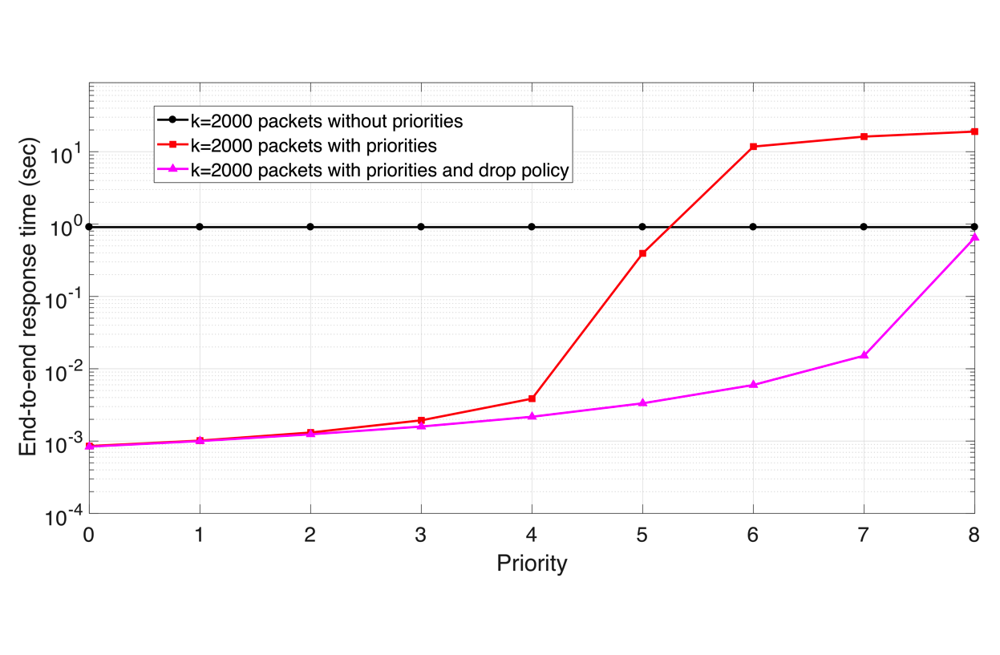 k=2000 packets without priorities
k=2000 packets with priorities
k=2000 packets with priorities and drop policy
End-to-end response time (sec)
10^1
10^0
10^-1
10^-2
10^-3
10^-4
0 1 2 3 4 5 6 7 8
Priority